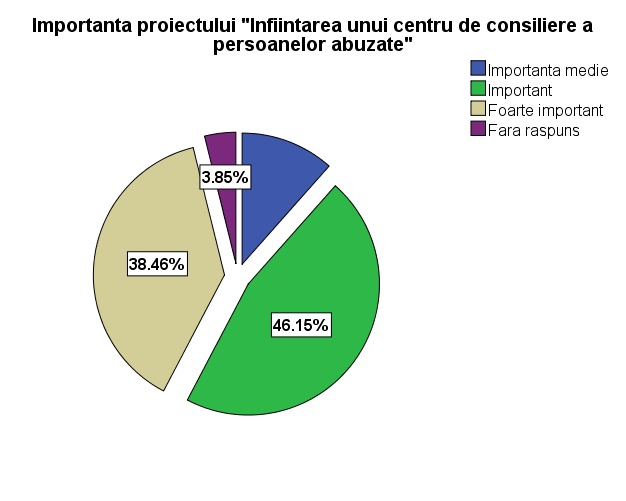 Importanta proiectului "Infiintarea unui centru de consiliere a
persoanelor abuzate"
Importanta medie
Important
Foarte important
Fara raspuns
3.85%
38.46%
46.15%